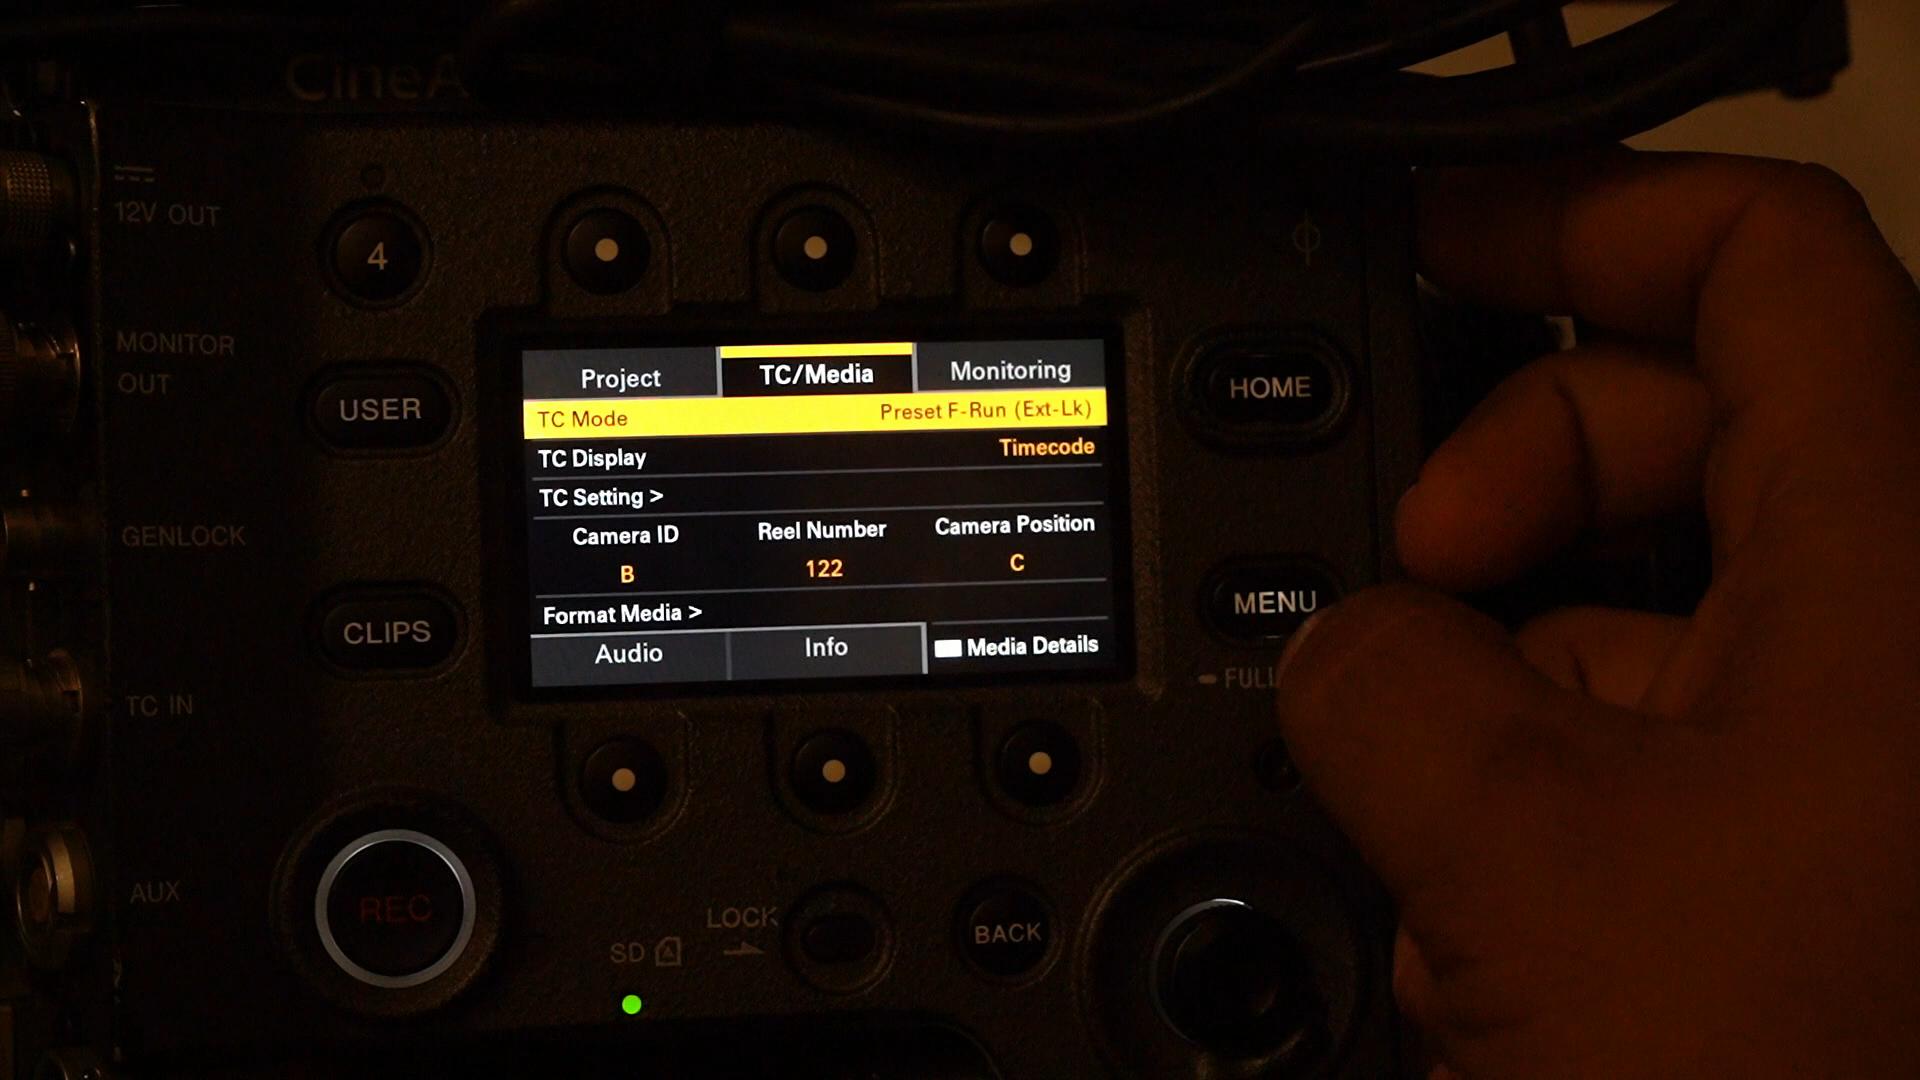 CineA
12V OUT
4
MONITOR
OUT
USER
HOME
Project TC/Media Monitoring
TC Mode Preset F-Run (Ext-Lk)
TC Display Timecode
TC Setting >
Camera ID Reel Number Camera Position
B 122 C
Format Media >
Audio Info Media Details
GENLOCK
CLIPS
MENU
FULL
TC IN
AUX
REC
SD
LOCK
BACK